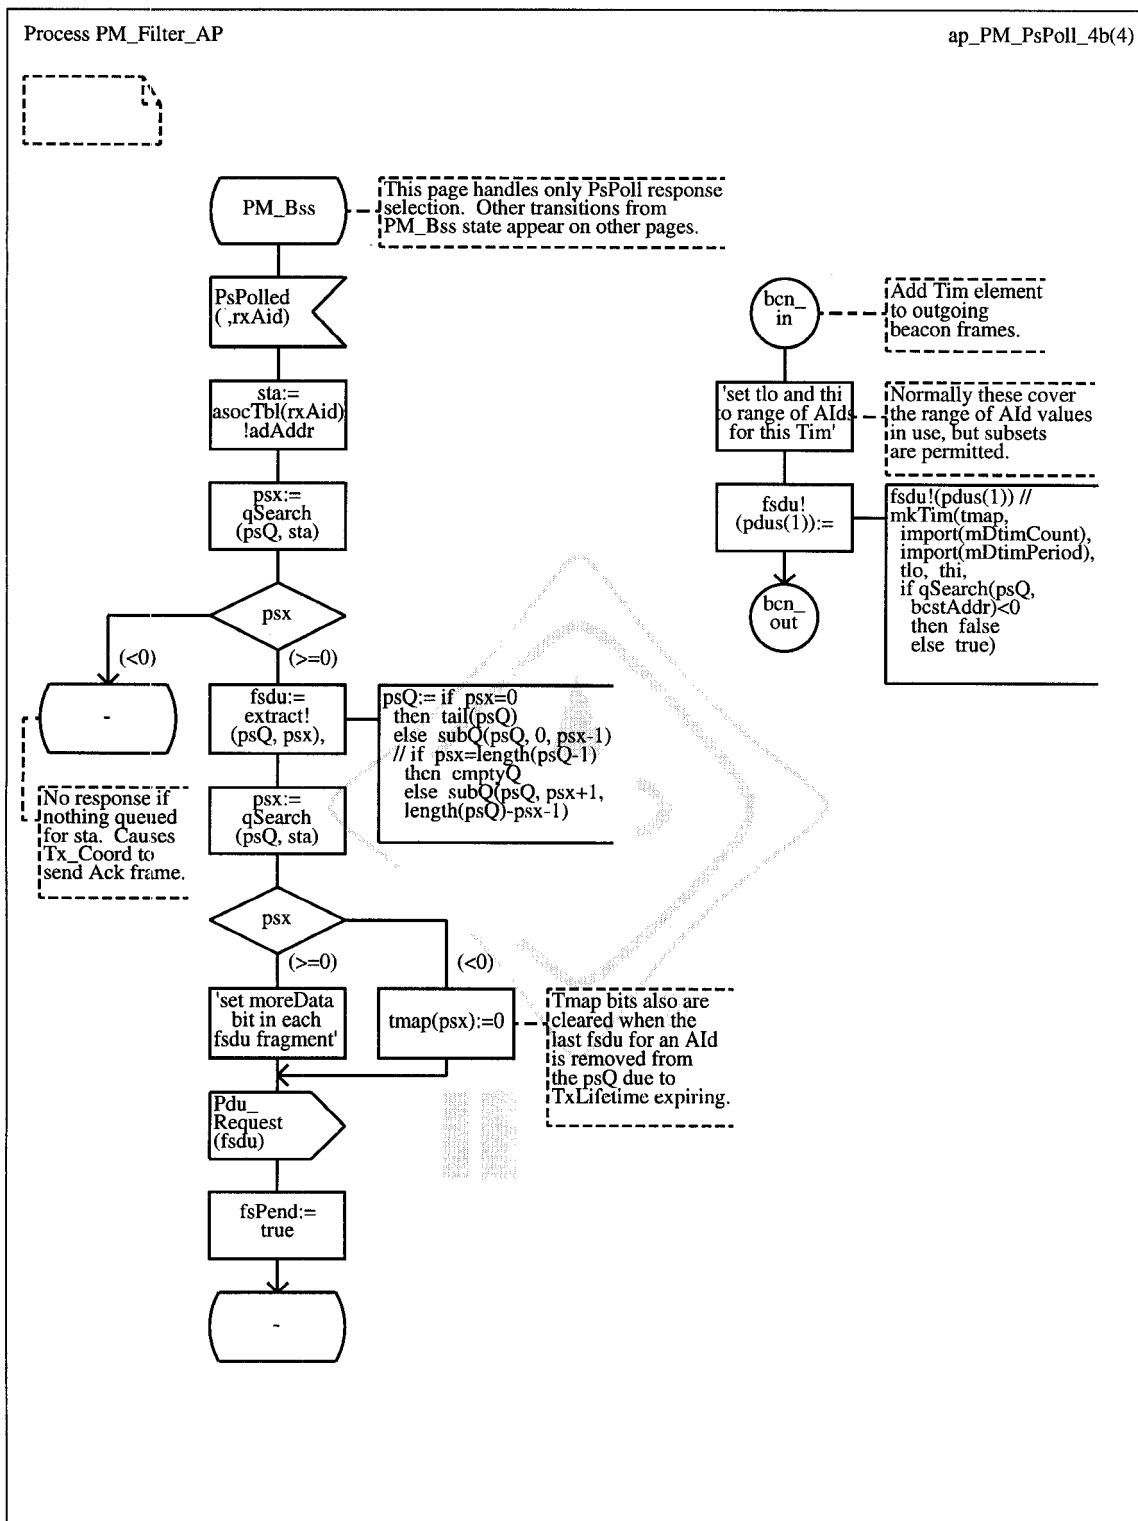 Process PM_Filter_AP
ap_PM_PsPoll_4b(4)
PM_Bss
This page handles only PsPoll response
selection. Other transitions from
PM_Bss state appear on other pages.
PsPolled
( ,rxAid)
sta:=
asocTbl(rxAid)
!adAddr
psx:=
qSearch
(psQ, sta)
psx
(<0)
(>=0)
-
No response if
nothing queued
for sta. Causes
Tx_Coord to
send Ack frame.
fsdu:=
extract!
(psQ, psx),
psQ:= if psx=0
then tail(psQ)
else subQ(psQ, 0, psx-1)
// if psx=length(psQ-1)
then emptyQ
else subQ(psQ, psx+1,
length(psQ)-psx-1)
psx:=
qSearch
(psQ, sta)
psx
(>=0)
(<0)
'set moreData
bit in each
fsdu fragment'
tmap(psx):=0
Tmap bits also are
cleared when the
last fsdu for an AId
is removed from
the psQ due to
TxLifetime expiring.
Pdu_
Request
(fsdu)
fsPend:=
true
-
bcn_
in
Add Tim element
to outgoing
beacon frames.
'set tlo and thi
to range of AIds
for this Tim'
Normally these cover
the range of AId values
in use, but subsets
are permitted.
fsdu!
(pdus(1)):=
fsdu!(pdus(1)) //
mkTim(tmap,
import(mDtimCount),
import(mDtimPeriod),
tlo, thi,
if qSearch(psQ,
bcstAddr)<0
then false
else true)
bcn_
out